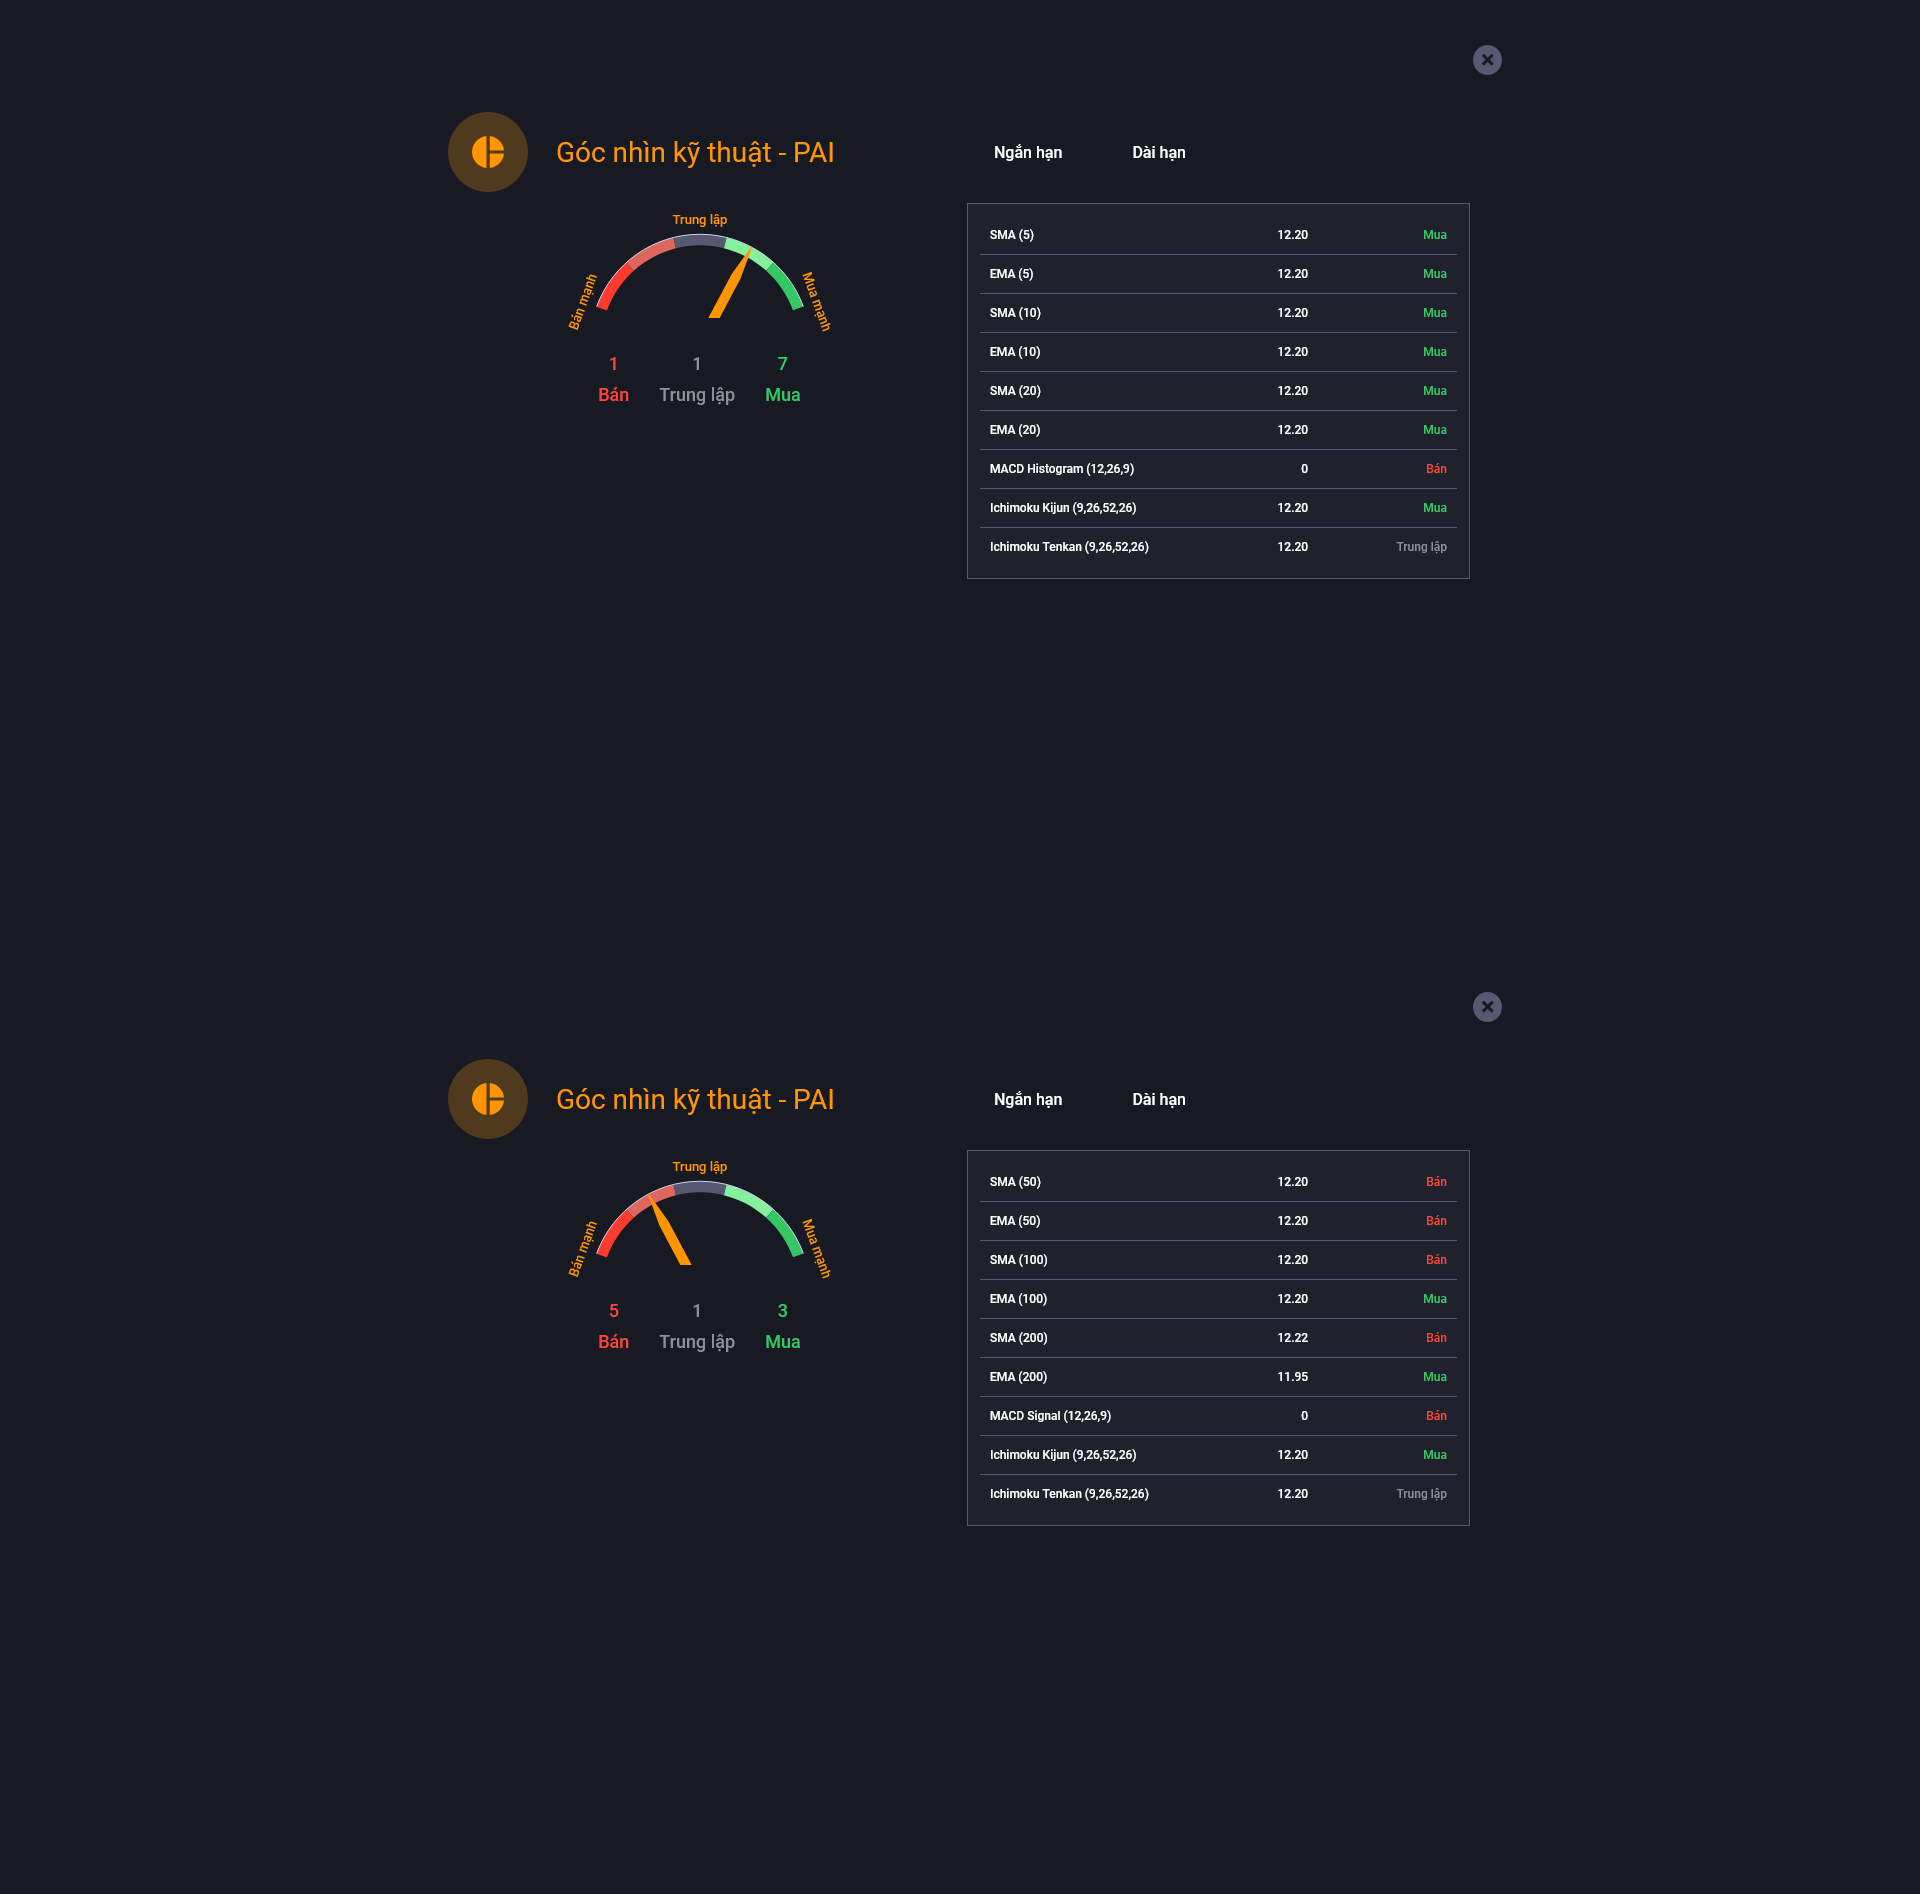 Góc nhìn kỹ thuật - PAI
Ngắn hạn Dài hạn
Trung lập
Bán mạnh
Mua mạnh
1 1 7
Bán Trung lập Mua
SMA (5) 12.20 Mua
EMA (5) 12.20 Mua
SMA (10) 12.20 Mua
EMA (10) 12.20 Mua
SMA (20) 12.20 Mua
EMA (20) 12.20 Mua
MACD Histogram (12,26,9) 0 Bán
Ichimoku Kijun (9,26,52,26) 12.20 Mua
Ichimoku Tenkan (9,26,52,26) 12.20 Trung lập
Góc nhìn kỹ thuật - PAI
Ngắn hạn Dài hạn
Trung lập
Bán mạnh
Mua mạnh
5 1 3
Bán Trung lập Mua
SMA (50) 12.20 Bán
EMA (50) 12.20 Bán
SMA (100) 12.20 Bán
EMA (100) 12.20 Mua
SMA (200) 12.22 Bán
EMA (200) 11.95 Mua
MACD Signal (12,26,9) 0 Bán
Ichimoku Kijun (9,26,52,26) 12.20 Mua
Ichimoku Tenkan (9,26,52,26) 12.20 Trung lập